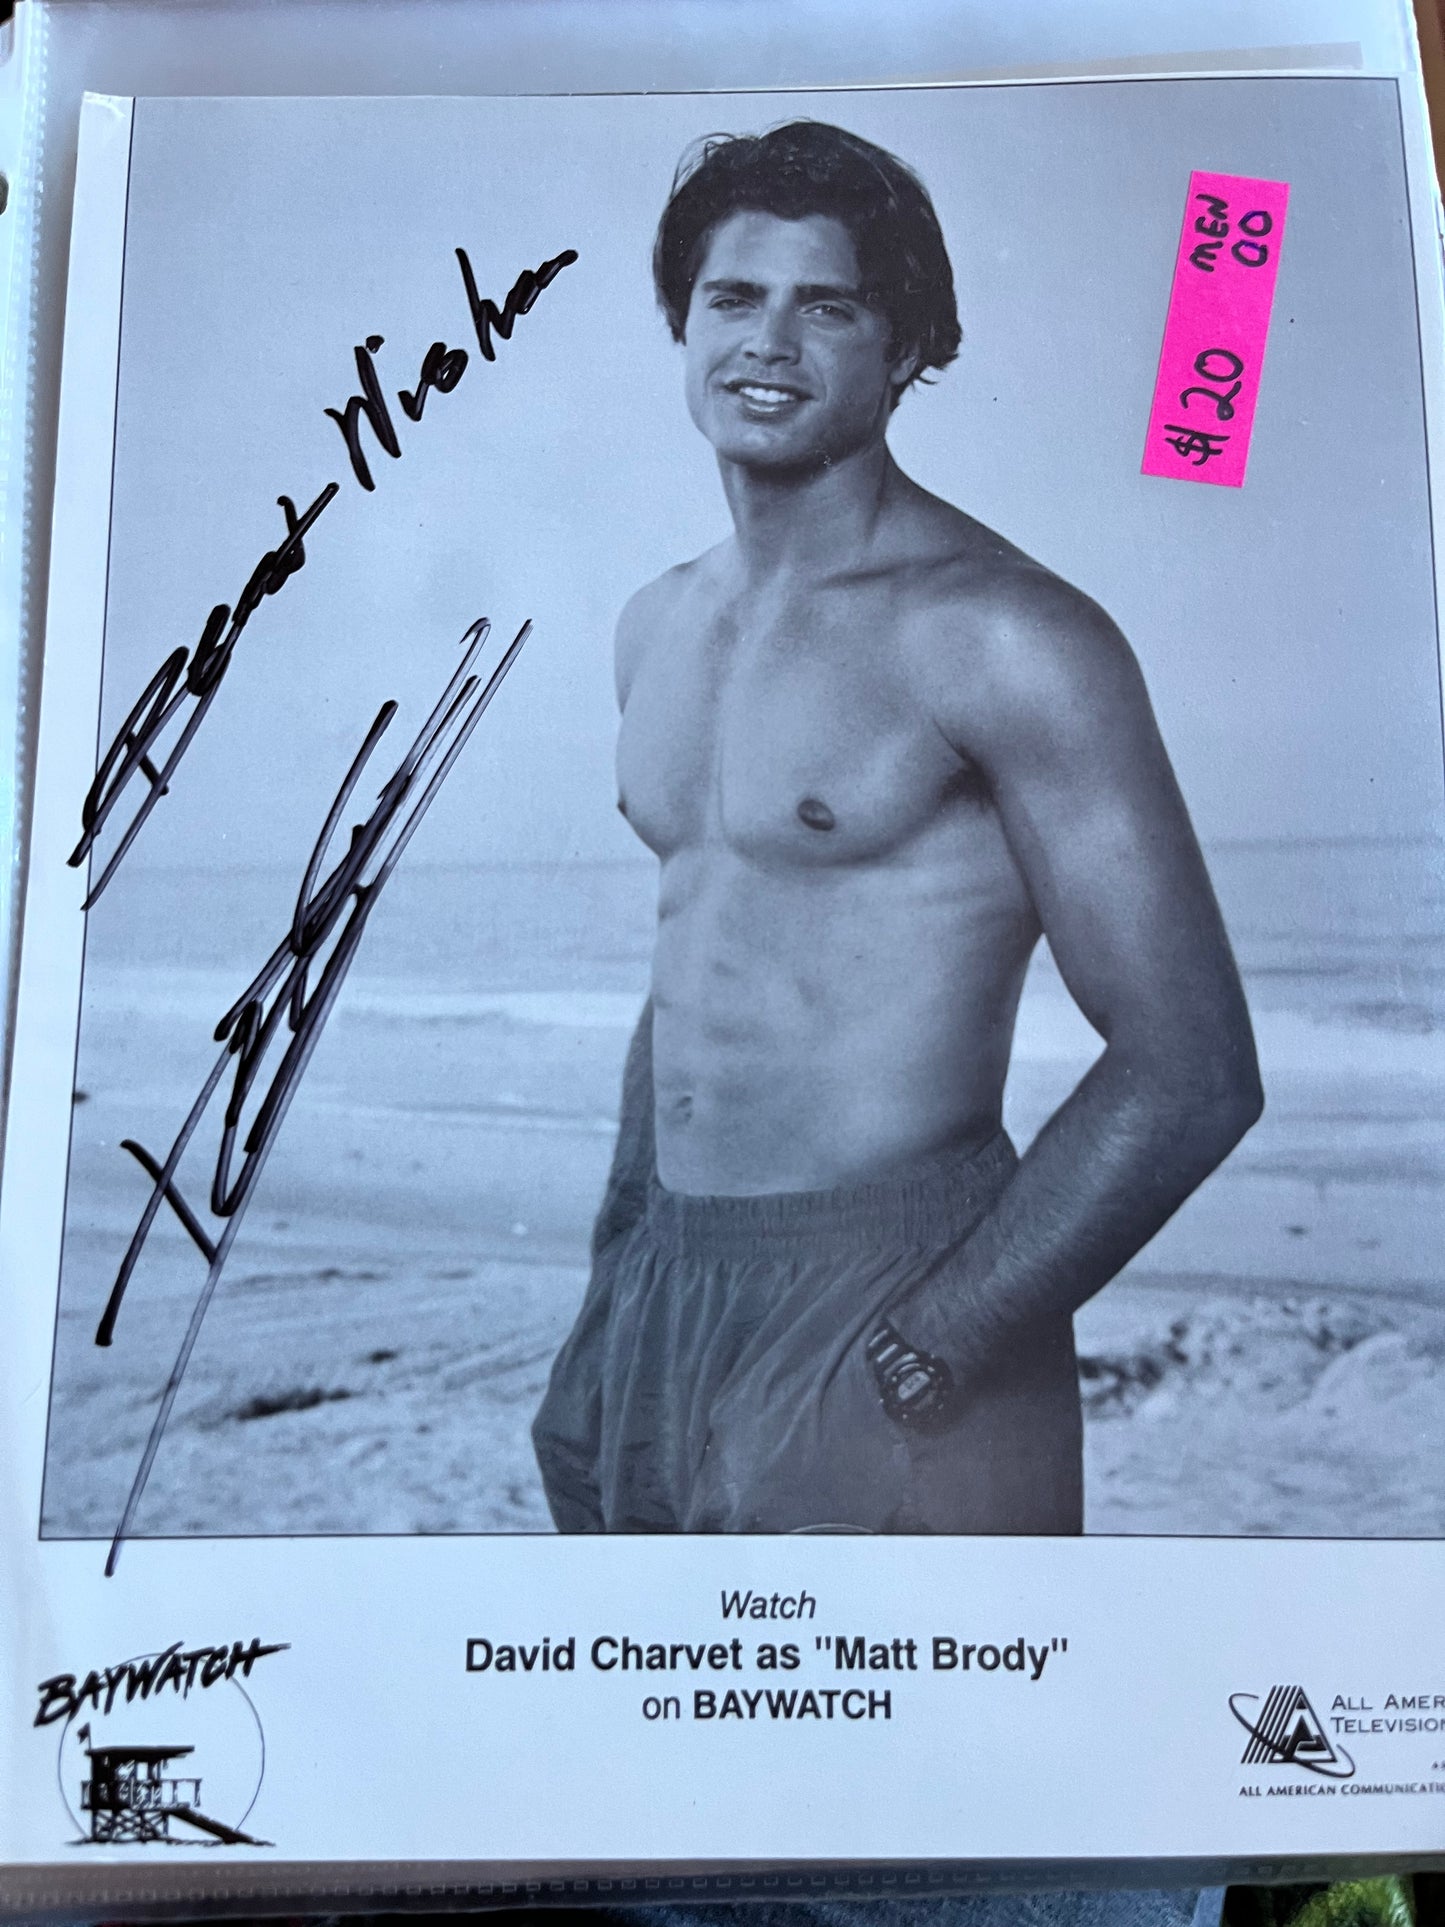 Best Wishes
MEN
00
$ 20
Watch
David Charvet as "Matt Brody"
on BAYWATCH
BAYWATCH
ALL AMER
TELEVISION
ALL AMERICAN COMMUNICATI